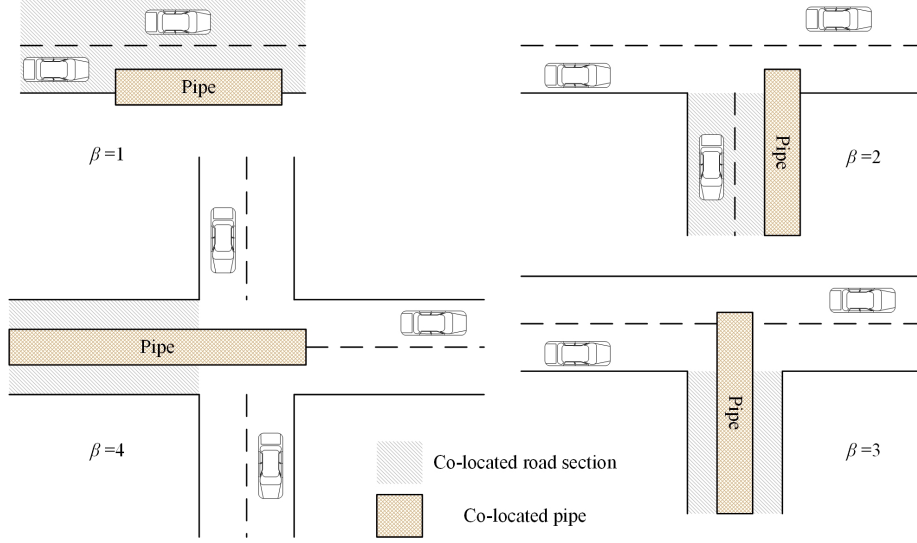 Pipe
β=1
Pipe
β=2
Pipe
β=4
Pipe
β=3
Co-located road section
Co-located pipe